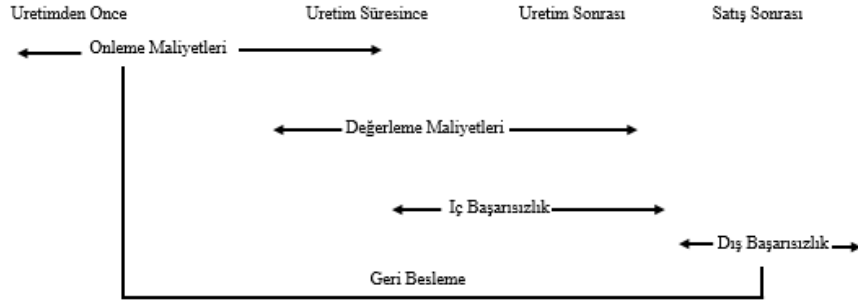 Uretimden Once Uretim Süresince Uretim Sonrası Satış Sonrası
Onleme Maliyetleri
Değerleme Maliyetleri
Iç Başarısızlık
Dış Başarısızlık
Geri Besleme